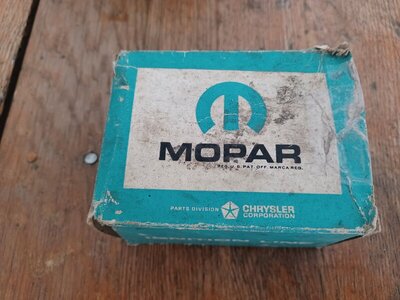 MOPAR
REG. U.S. PAT. OFF. MARCA REG.
PARTS DIVISION CHRYSLER
CORPORATION